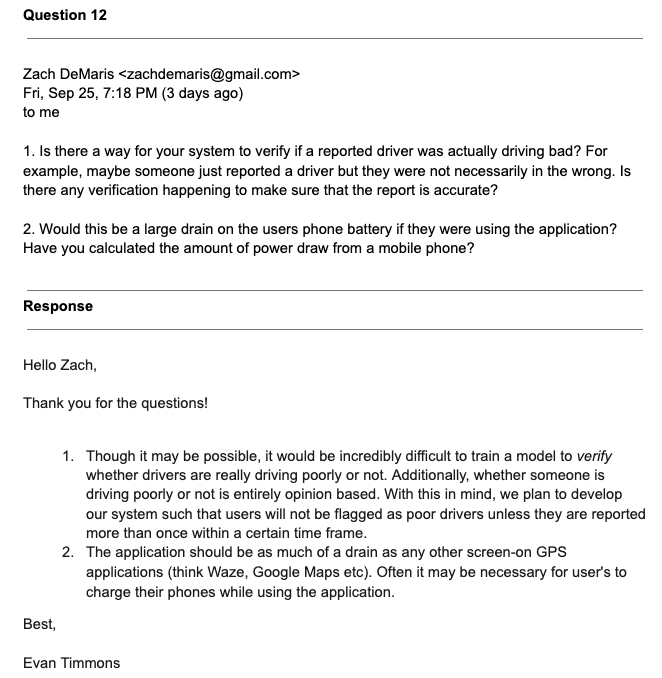 Question 12
Zach DeMaris <zachdemaris@gmail.com>
Fri, Sep 25, 7:18 PM (3 days ago)
to me
1. Is there a way for your system to verify if a reported driver was actually driving bad? For
example, maybe someone just reported a driver but they were not necessarily in the wrong. Is
there any verification happening to make sure that the report is accurate?
2. Would this be a large drain on the users phone battery if they were using the application?
Have you calculated the amount of power draw from a mobile phone?
Response
Hello Zach,
Thank you for the questions!
1. Though it may be possible, it would be incredibly difficult to train a model to verify
whether drivers are really driving poorly or not. Additionally, whether someone is
driving poorly or not is entirely opinion based. With this in mind, we plan to develop
our system such that users will not be flagged as poor drivers unless they are reported
more than once within a certain time frame.
2. The application should be as much of a drain as any other screen-on GPS
applications (think Waze, Google Maps etc). Often it may be necessary for user's to
charge their phones while using the application.
Best,
Evan Timmons